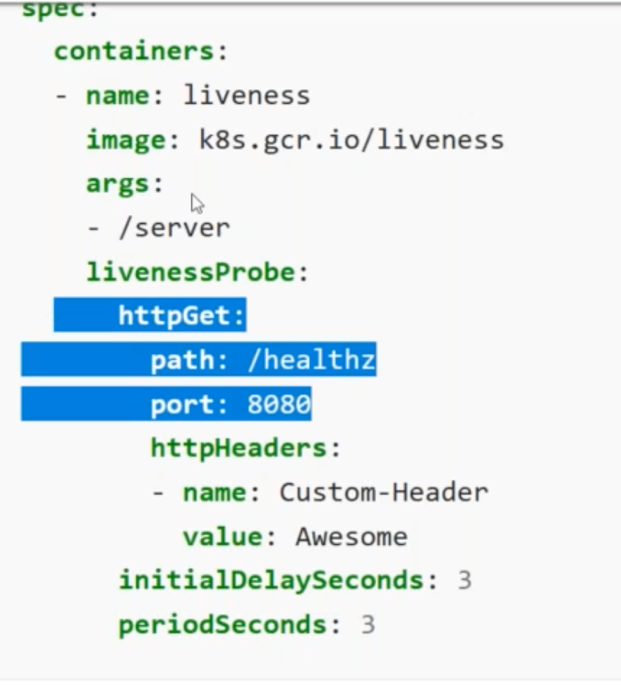 spec:
containers:
- name: liveness
image: k8s.gcr.io/liveness
args:
- /server
livenessProbe:
httpGet:
path: /healthz
port: 8080
httpHeaders:
- name: Custom-Header
value: Awesome
initialDelaySeconds: 3
periodSeconds: 3